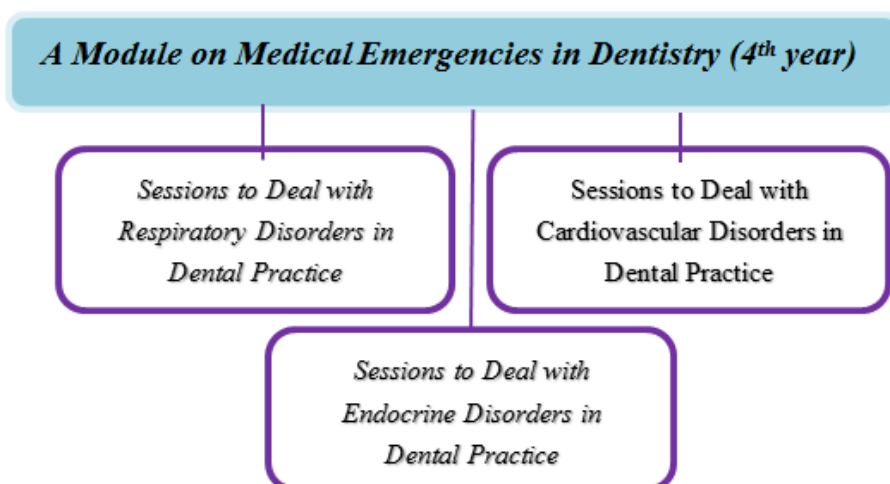 A Module on Medical Emergencies in Dentistry (4th year)
Sessions to Deal with
Respiratory Disorders in
Dental Practice
Sessions to Deal with
Cardiovascular Disorders in
Dental Practice
Sessions to Deal with
Endocrine Disorders in
Dental Practice